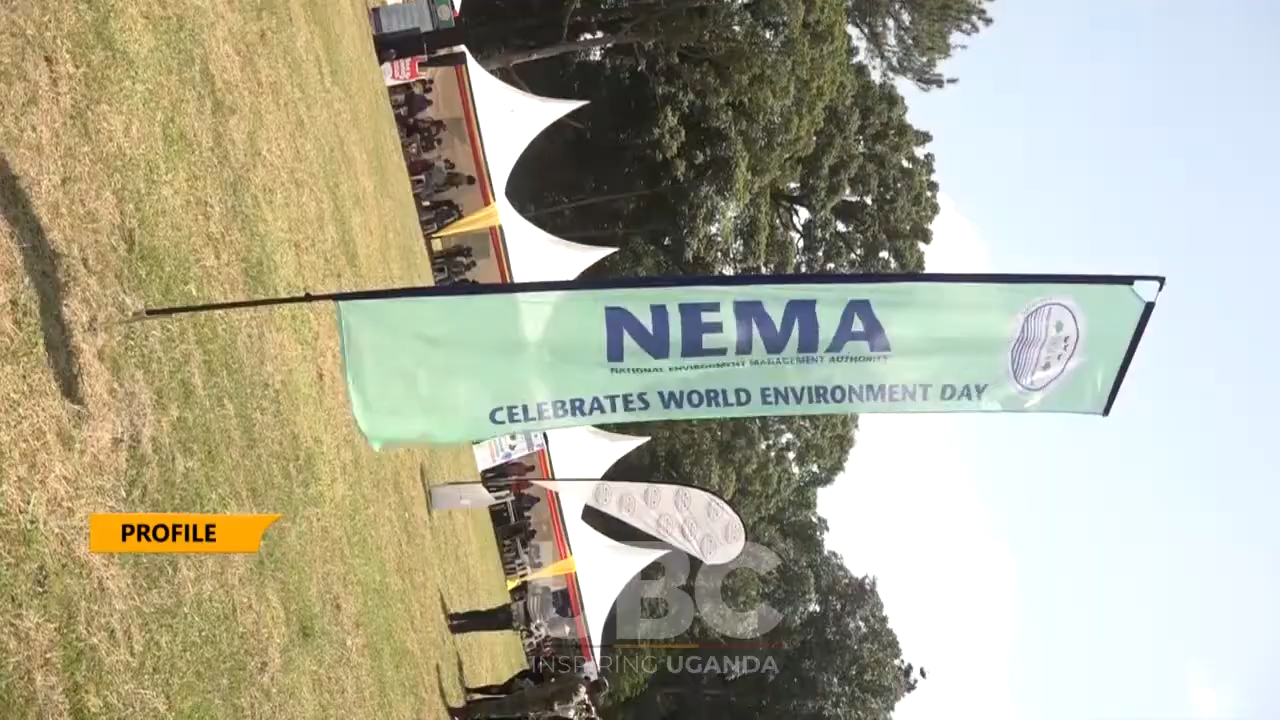 NEMA
NATIONAL ENVIRONMENT MANAGEMENT AUTHORITY
CELEBRATES WORLD ENVIRONMENT DAY
PROFILE
UBC
INSPIRING UGANDA